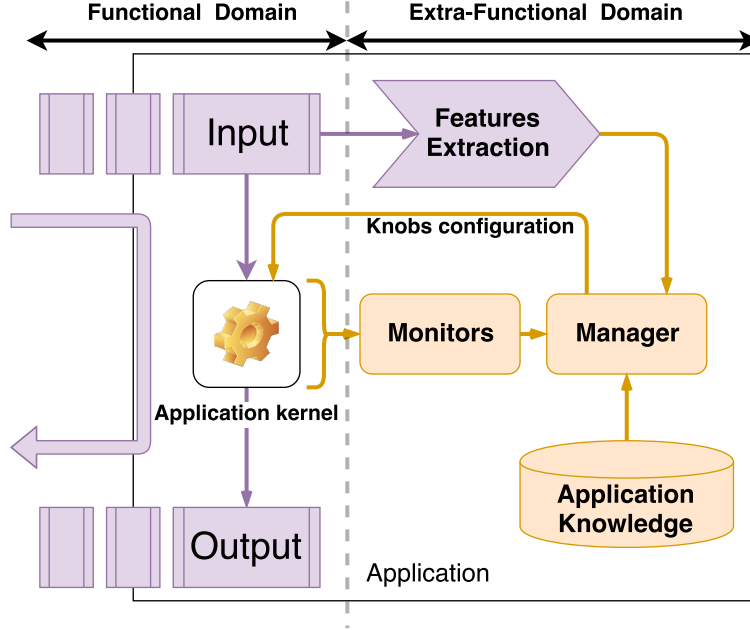 Functional Domain
Extra-Functional Domain
Input
Features
Extraction
Knobs configuration
Monitors
Manager
Application kernel
Application
Knowledge
Output
Application